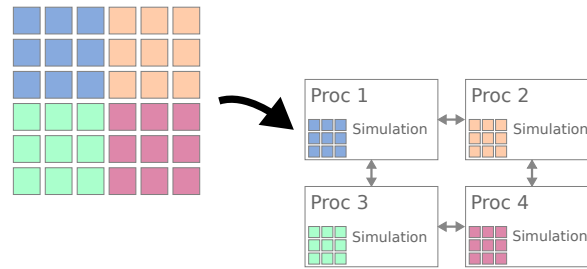 Proc 1
Simulation
Proc 2
Simulation
Proc 3
Simulation
Proc 4
Simulation